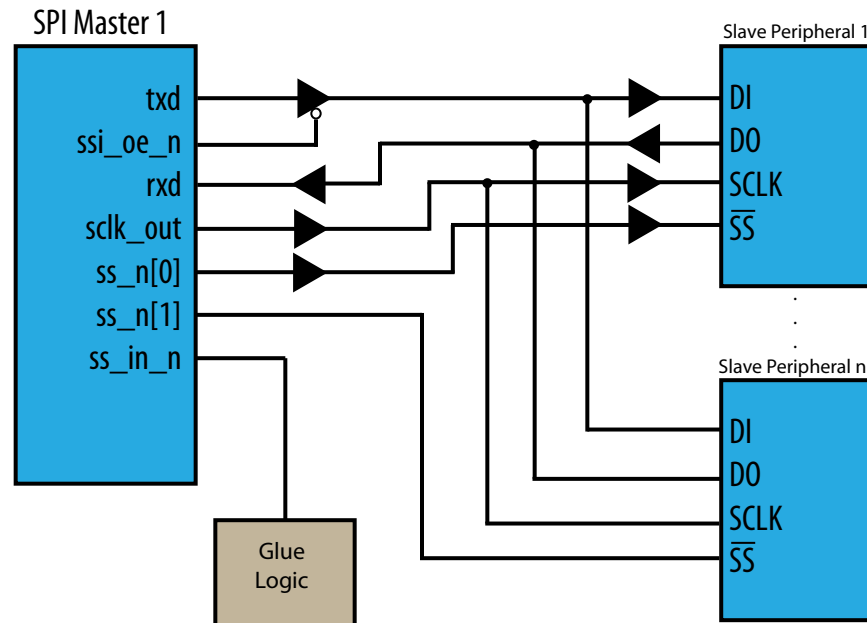 SPI Master 1
txd
ssi_oe_n
rxd
sclk_out
ss_n[0]
ss_n[1]
ss_in_n
Glue
Logic
Slave Peripheral 1
DI
DO
SCLK
SS
Slave Peripheral n
DI
DO
SCLK
SS